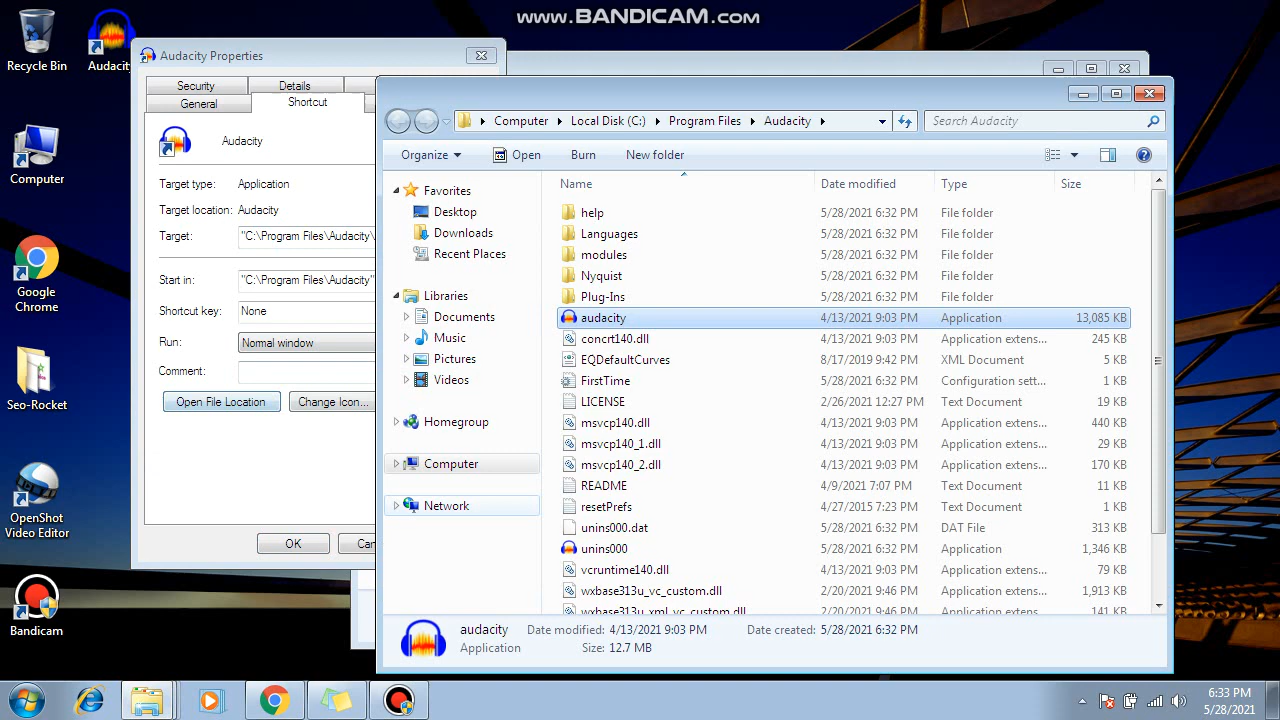 www.BANDICAM.com
Recycle Bin
Audacity
Computer
Google
Chrome
Seo-Rocket
OpenShot
Video Editor
Bandicam
Audacity Properties
Security
Details
General
Shortcut
Audacity
Target type:
Application
Target location:
Audacity
Target:
"C:\Program Files\Audacity\
Start in:
"C:\Program Files\Audacity"
Shortcut key:
None
Run:
Normal window
Comment:
Open File Location
Change Icon...
OK
Can
Computer
Local Disk (C:)
Program Files
Audacity
Search Audacity
Organize
Open
Burn
New folder
Favorites
Desktop
Downloads
Recent Places
Libraries
Documents
Music
Pictures
Videos
Homegroup
Computer
Network
Name Date modified Type Size
help 5/28/2021 6:32 PM File folder
Languages 5/28/2021 6:32 PM File folder
modules 5/28/2021 6:32 PM File folder
Nyquist 5/28/2021 6:32 PM File folder
Plug-Ins 5/28/2021 6:32 PM File folder
audacity 4/13/2021 9:03 PM Application 13,085 KB
concrt140.dll 4/13/2021 9:03 PM Application extens... 245 KB
EQDefaultCurves 8/17/2019 9:42 PM XML Document 5 KB
FirstTime 5/28/2021 6:32 PM Configuration sett... 1 KB
LICENSE 2/26/2021 12:27 PM Text Document 19 KB
msvcp140.dll 4/13/2021 9:03 PM Application extens... 440 KB
msvcp140_1.dll 4/13/2021 9:03 PM Application extens... 29 KB
msvcp140_2.dll 4/13/2021 9:03 PM Application extens... 170 KB
README 4/9/2021 7:07 PM Text Document 11 KB
resetPrefs 4/27/2015 7:23 PM Text Document 1 KB
unins000.dat 5/28/2021 6:32 PM DAT File 313 KB
unins000 5/28/2021 6:32 PM Application 1,346 KB
vcruntime140.dll 4/13/2021 9:03 PM Application extens... 79 KB
wxbase313u_vc_custom.dll 2/20/2021 9:46 PM Application extens... 1,913 KB
wxbase313u_xml_vc_custom.dll 2/20/2021 9:46 PM Application extens... 141 KB
audacity Date modified: 4/13/2021 9:03 PM Date created: 5/28/2021 6:32 PM
Application Size: 12.7 MB
6:33 PM
5/28/2021